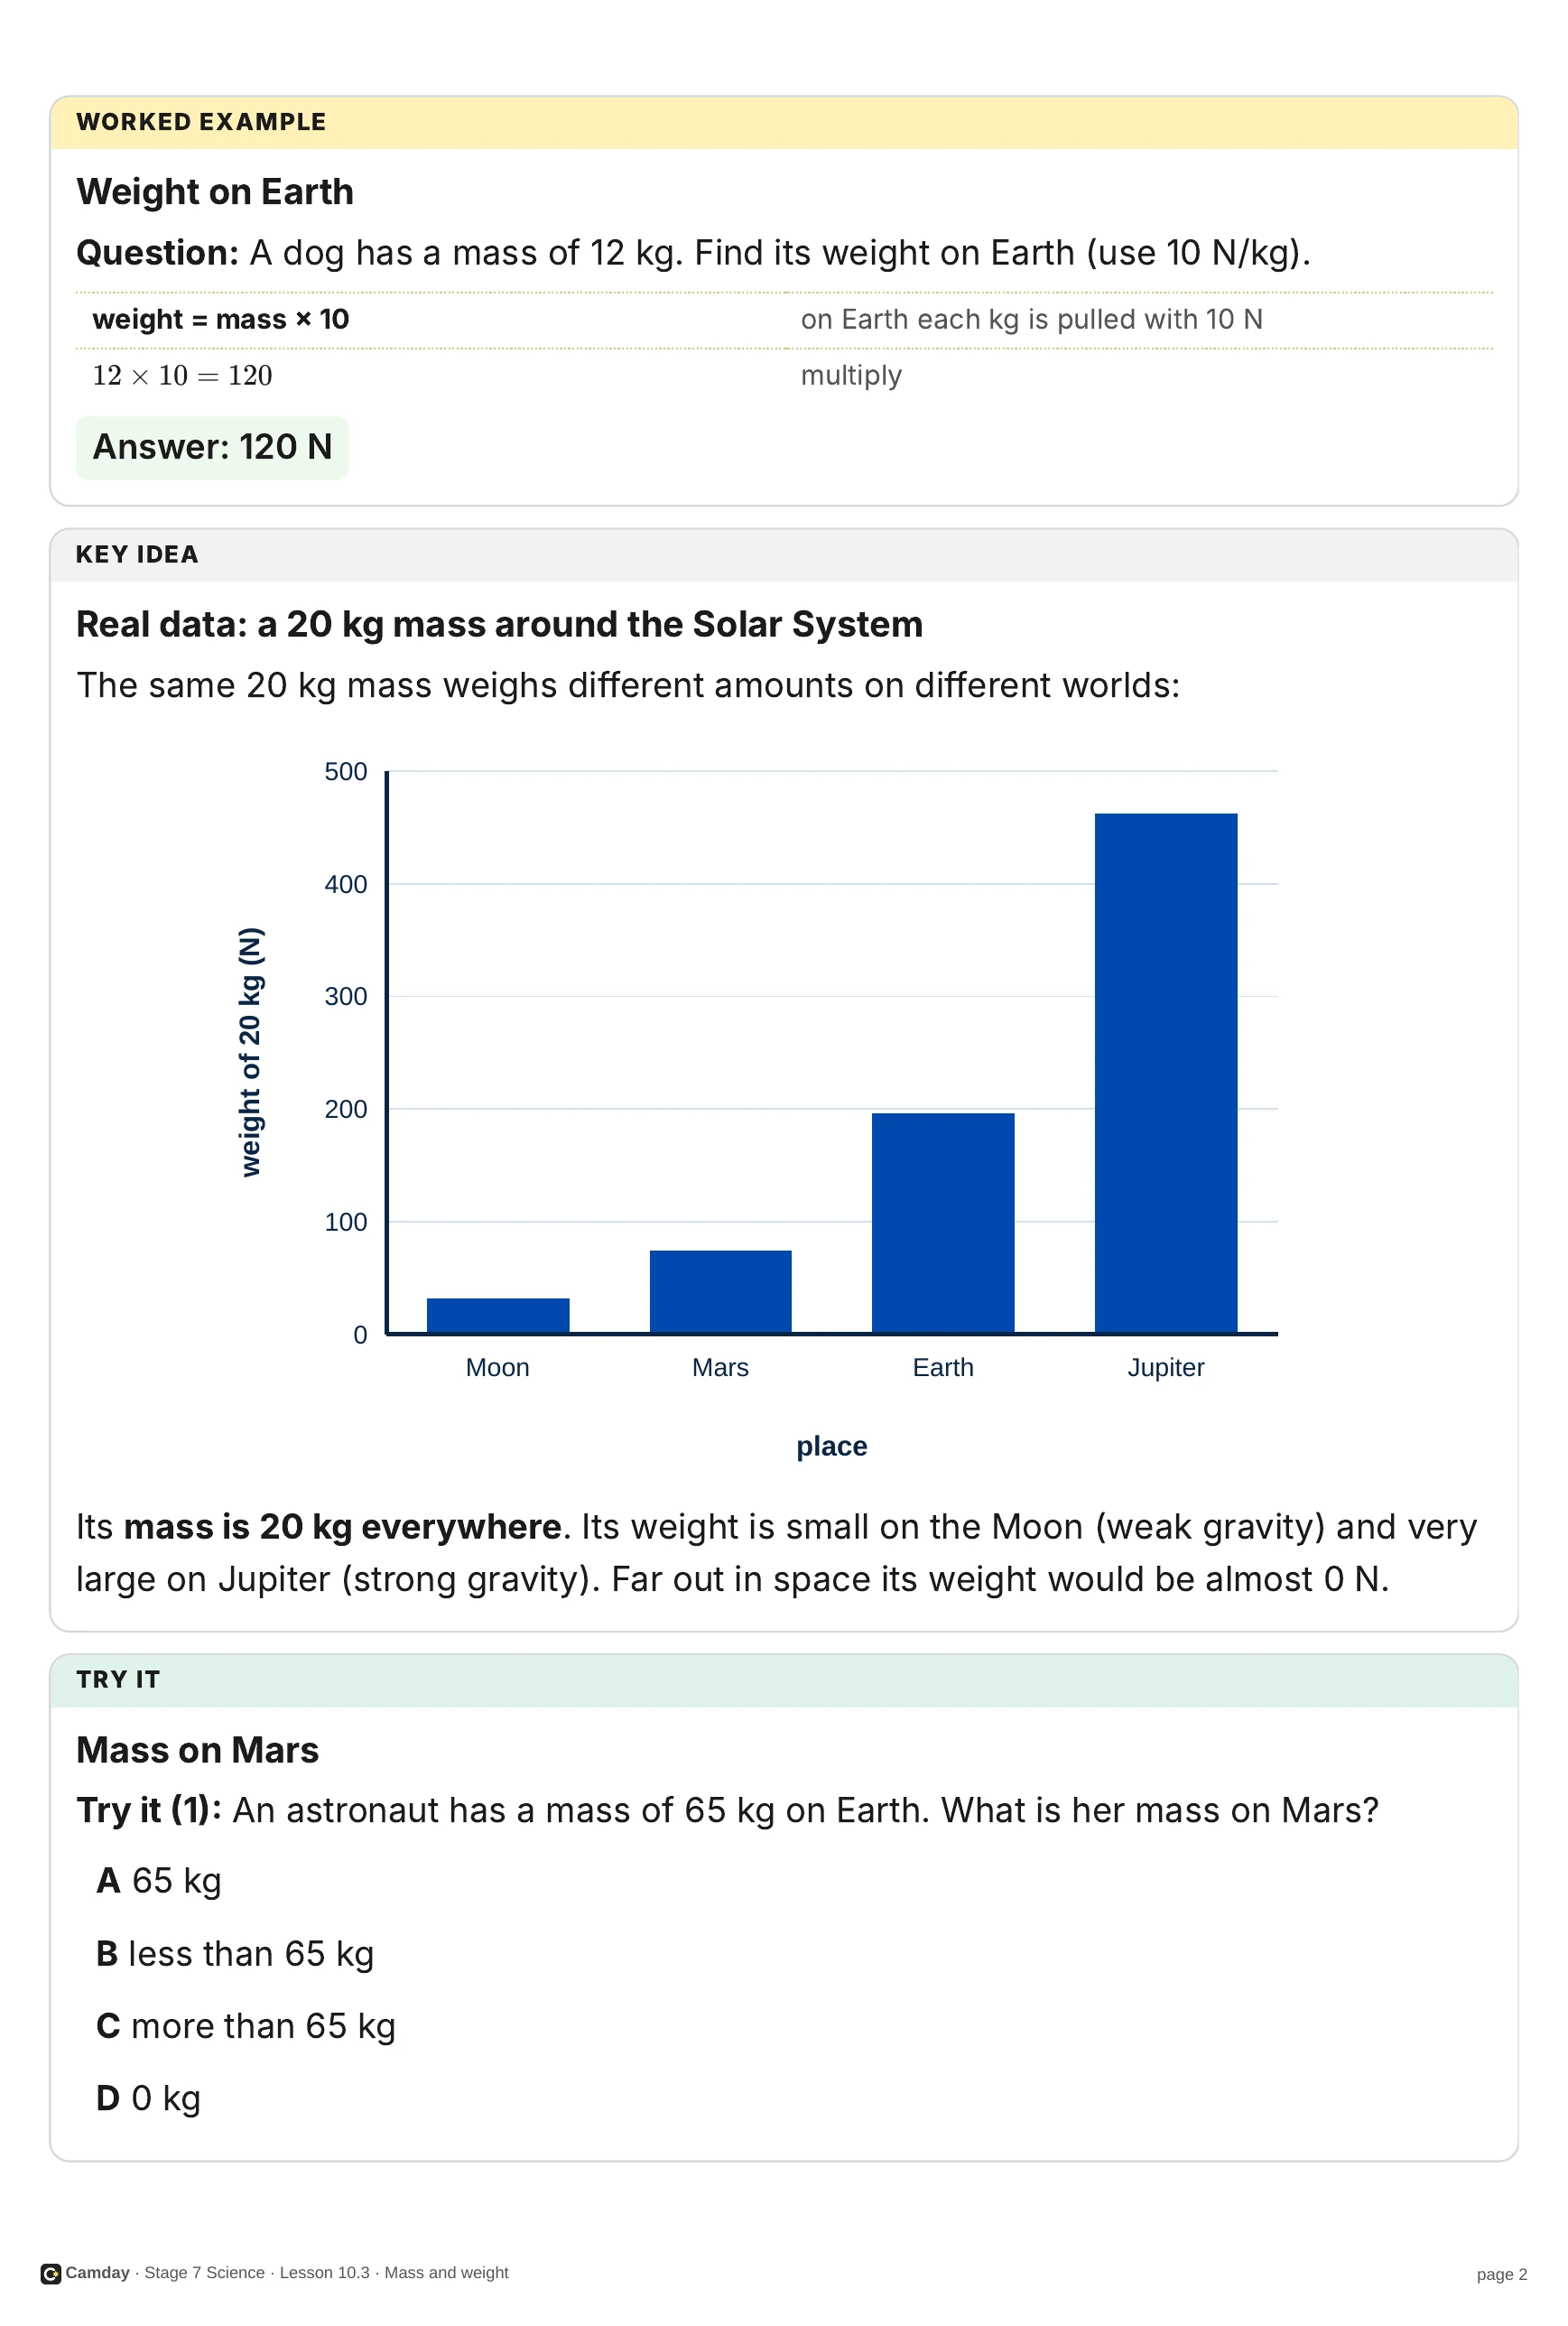 WORKED EXAMPLE
Weight on Earth
Question: A dog has a mass of 12 kg. Find its weight on Earth (use 10 N/kg).
weight = mass × 10
on Earth each kg is pulled with 10 N
12 × 10 = 120
multiply
Answer: 120 N
KEY IDEA
Real data: a 20 kg mass around the Solar System
The same 20 kg mass weighs different amounts on different worlds:
500
400
300
200
100
0
weight of 20 kg (N)
Moon
Mars
Earth
Jupiter
place
Its mass is 20 kg everywhere. Its weight is small on the Moon (weak gravity) and very
large on Jupiter (strong gravity). Far out in space its weight would be almost 0 N.
TRY IT
Mass on Mars
Try it (1): An astronaut has a mass of 65 kg on Earth. What is her mass on Mars?
A 65 kg
B less than 65 kg
C more than 65 kg
D 0 kg
Camday · Stage 7 Science · Lesson 10.3 · Mass and weight
page 2